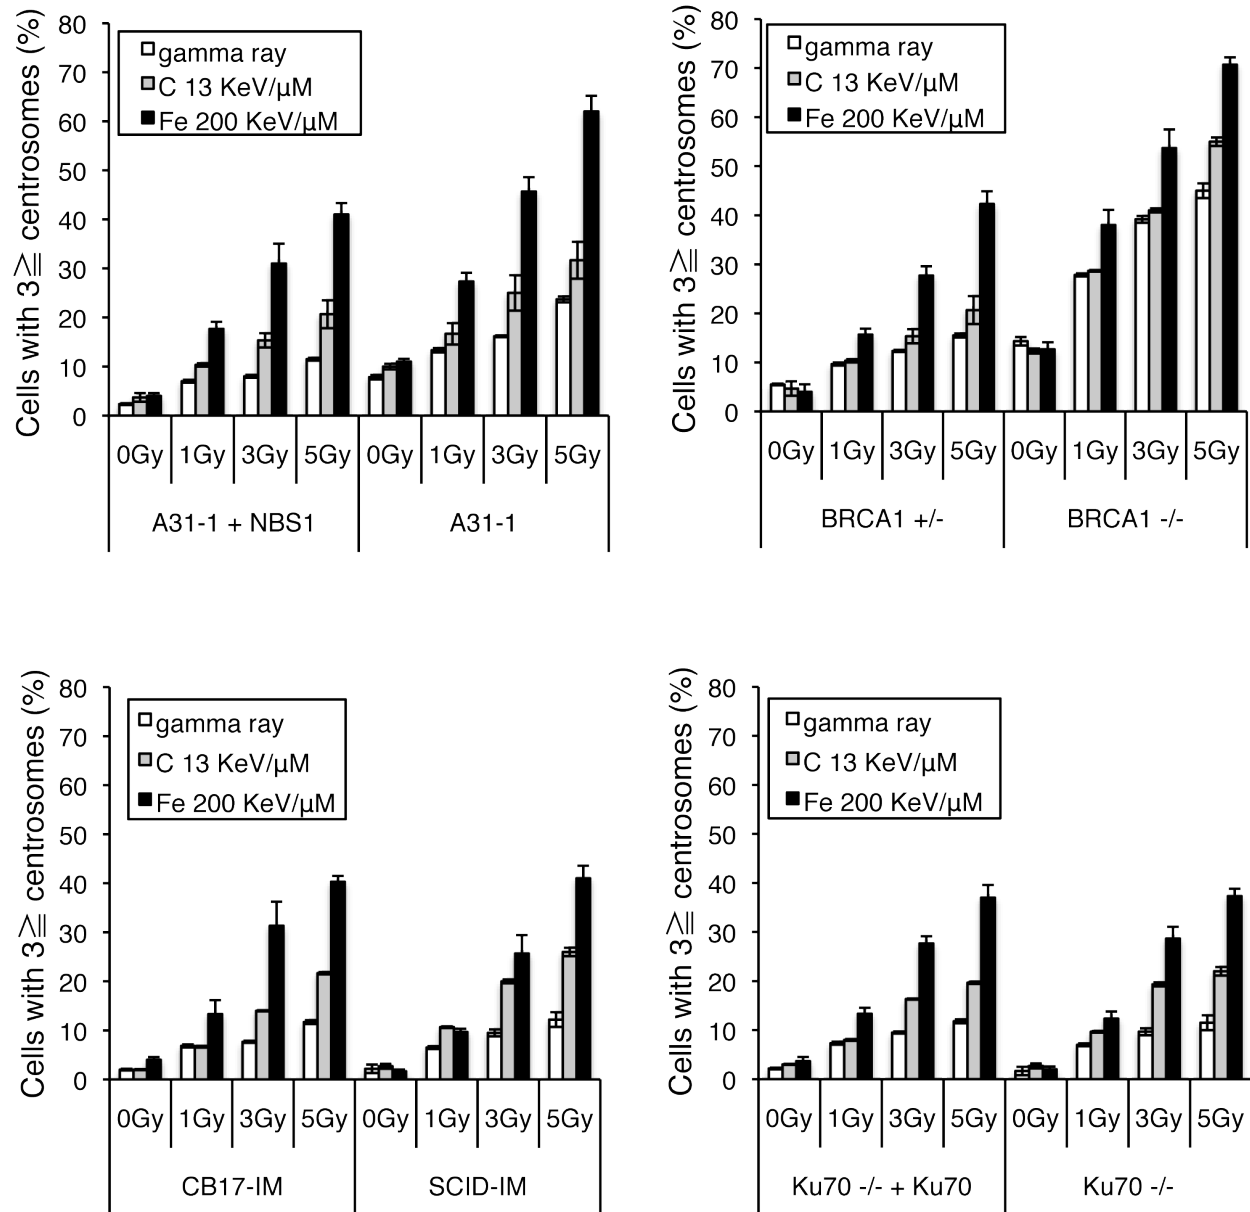 Cells with 3≧ centrosomes (%)
80
70
60
50
40
30
20
10
0
gamma ray
C 13 KeV/µM
Fe 200 KeV/µM
0Gy 1Gy 3Gy 5Gy 0Gy 1Gy 3Gy 5Gy
A31-1 + NBS1 A31-1
Cells with 3≧ centrosomes (%)
80
70
60
50
40
30
20
10
0
gamma ray
C 13 KeV/µM
Fe 200 KeV/µM
0Gy 1Gy 3Gy 5Gy 0Gy 1Gy 3Gy 5Gy
BRCA1 +/- BRCA1 -/-
Cells with 3≧ centrosomes (%)
80
70
60
50
40
30
20
10
0
gamma ray
C 13 KeV/µM
Fe 200 KeV/µM
0Gy 1Gy 3Gy 5Gy 0Gy 1Gy 3Gy 5Gy
CB17-IM SCID-IM
Cells with 3≧ centrosomes (%)
80
70
60
50
40
30
20
10
0
gamma ray
C 13 KeV/µM
Fe 200 KeV/µM
0Gy 1Gy 3Gy 5Gy 0Gy 1Gy 3Gy 5Gy
Ku70 -/- + Ku70 Ku70 -/-